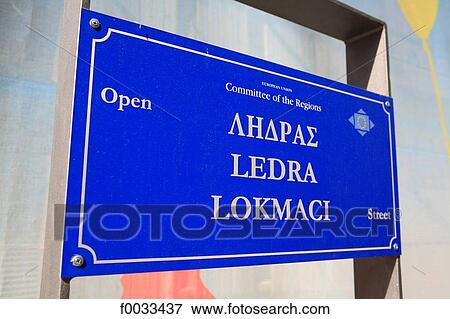 EUROPEAN UNION
Committee of the Regions
Open
ΛΗΔΡΑΣ
LEDRA
LOKMACI
Street
FOTOSEARCH
f0033437 www.fotosearch.com